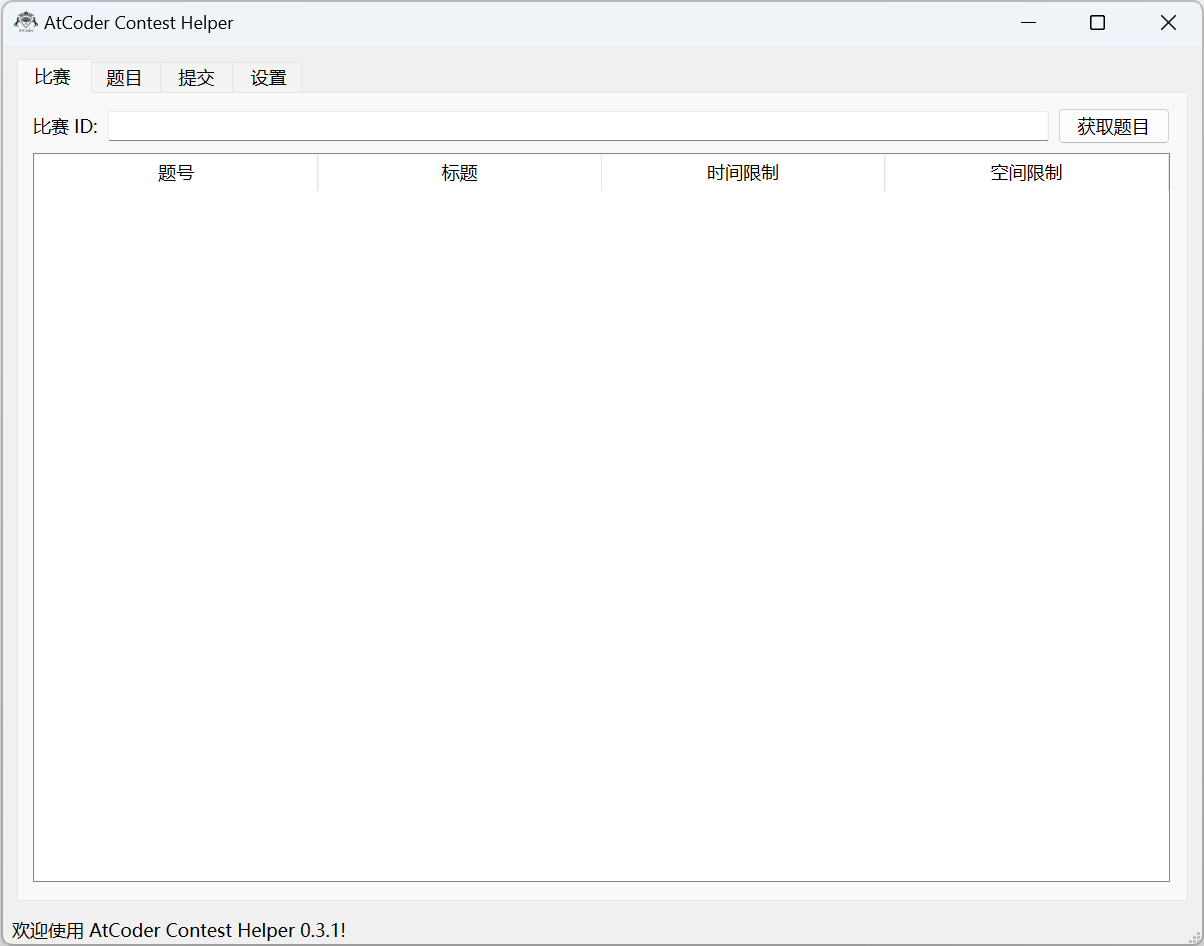 AtCoder Contest Helper
比赛 题目 提交 设置
比赛 ID: 获取题目
题号 标题 时间限制 空间限制
欢迎使用 AtCoder Contest Helper 0.3.1!